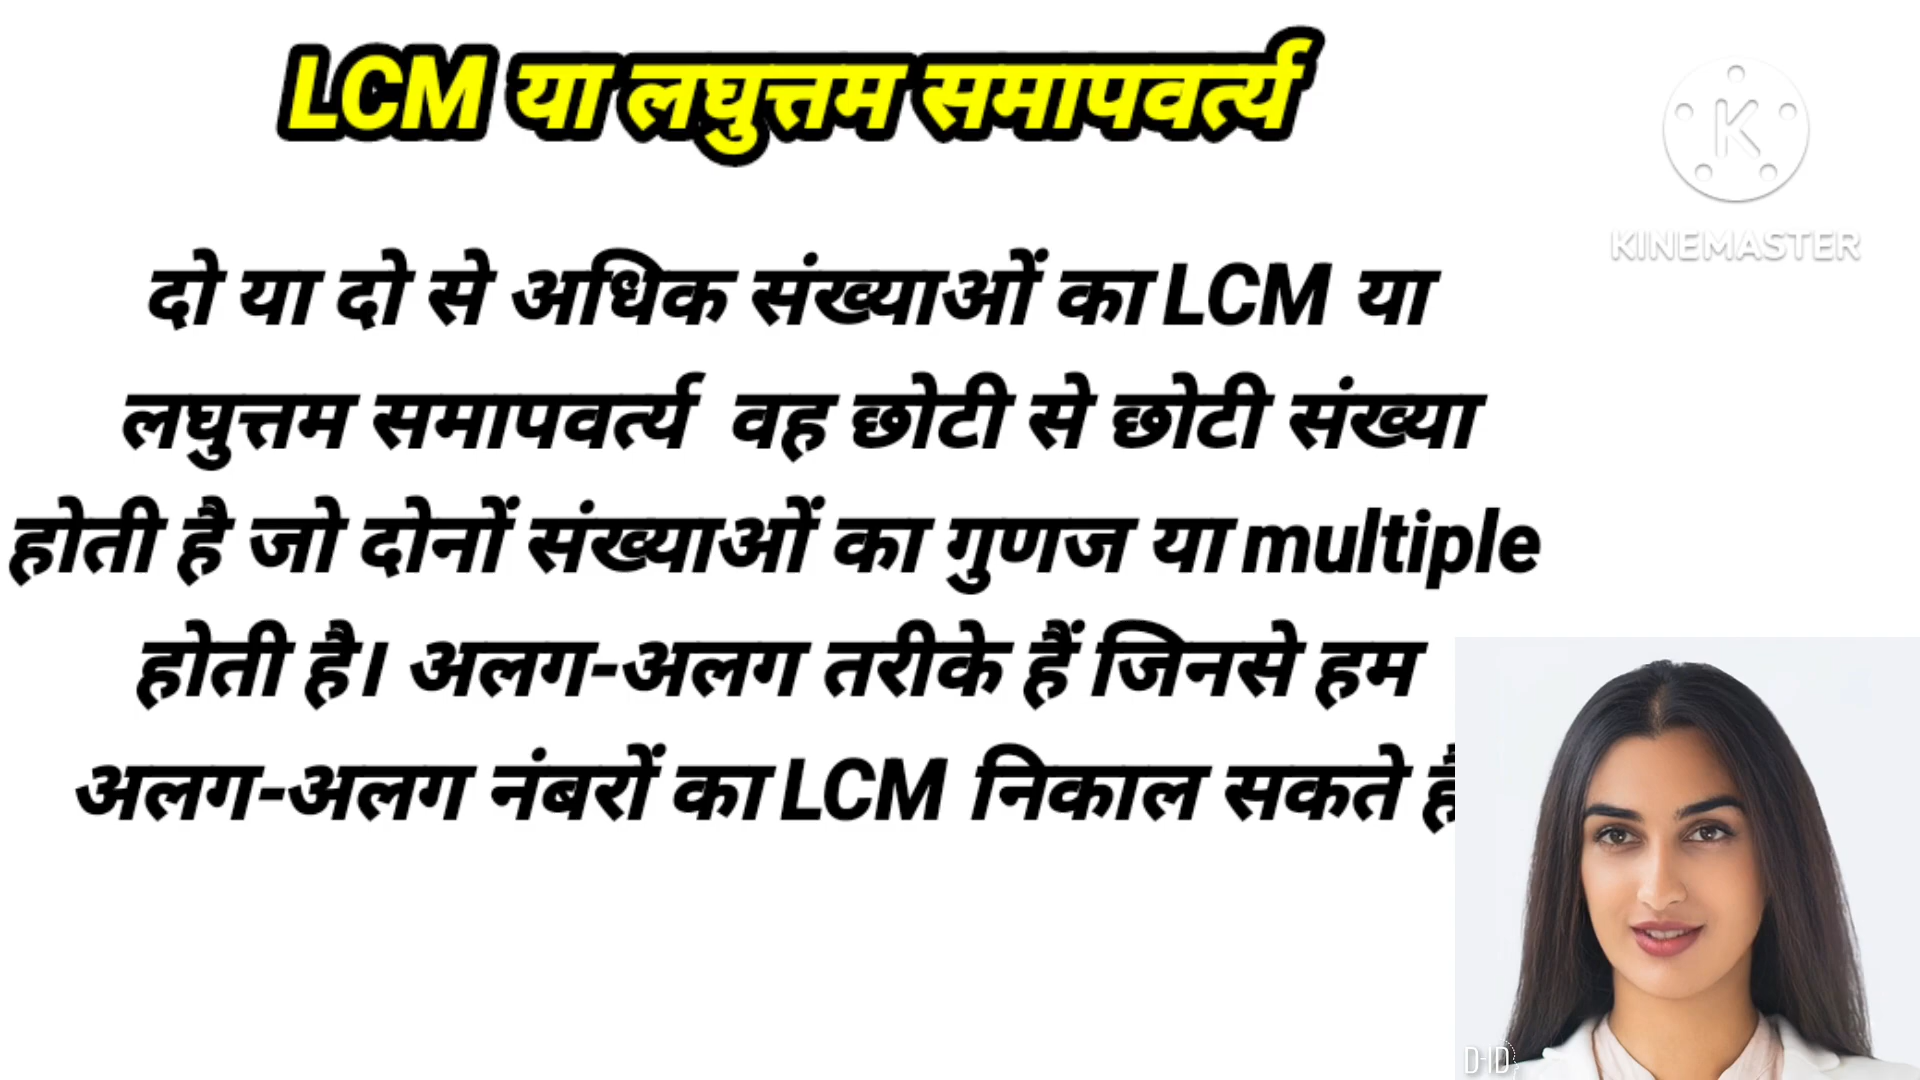 LCM या लघुत्तम समापवर्त्य
दो या दो से अधिक संख्याओं का LCM या
लघुत्तम समापवर्त्य वह छोटी से छोटी संख्या
होती है जो दोनों संख्याओं का गुणज या multiple
होती है। अलग-अलग तरीके हैं जिनसे हम
अलग-अलग नंबरों का LCM निकाल सकते
K
KINEMASTER
D-ID